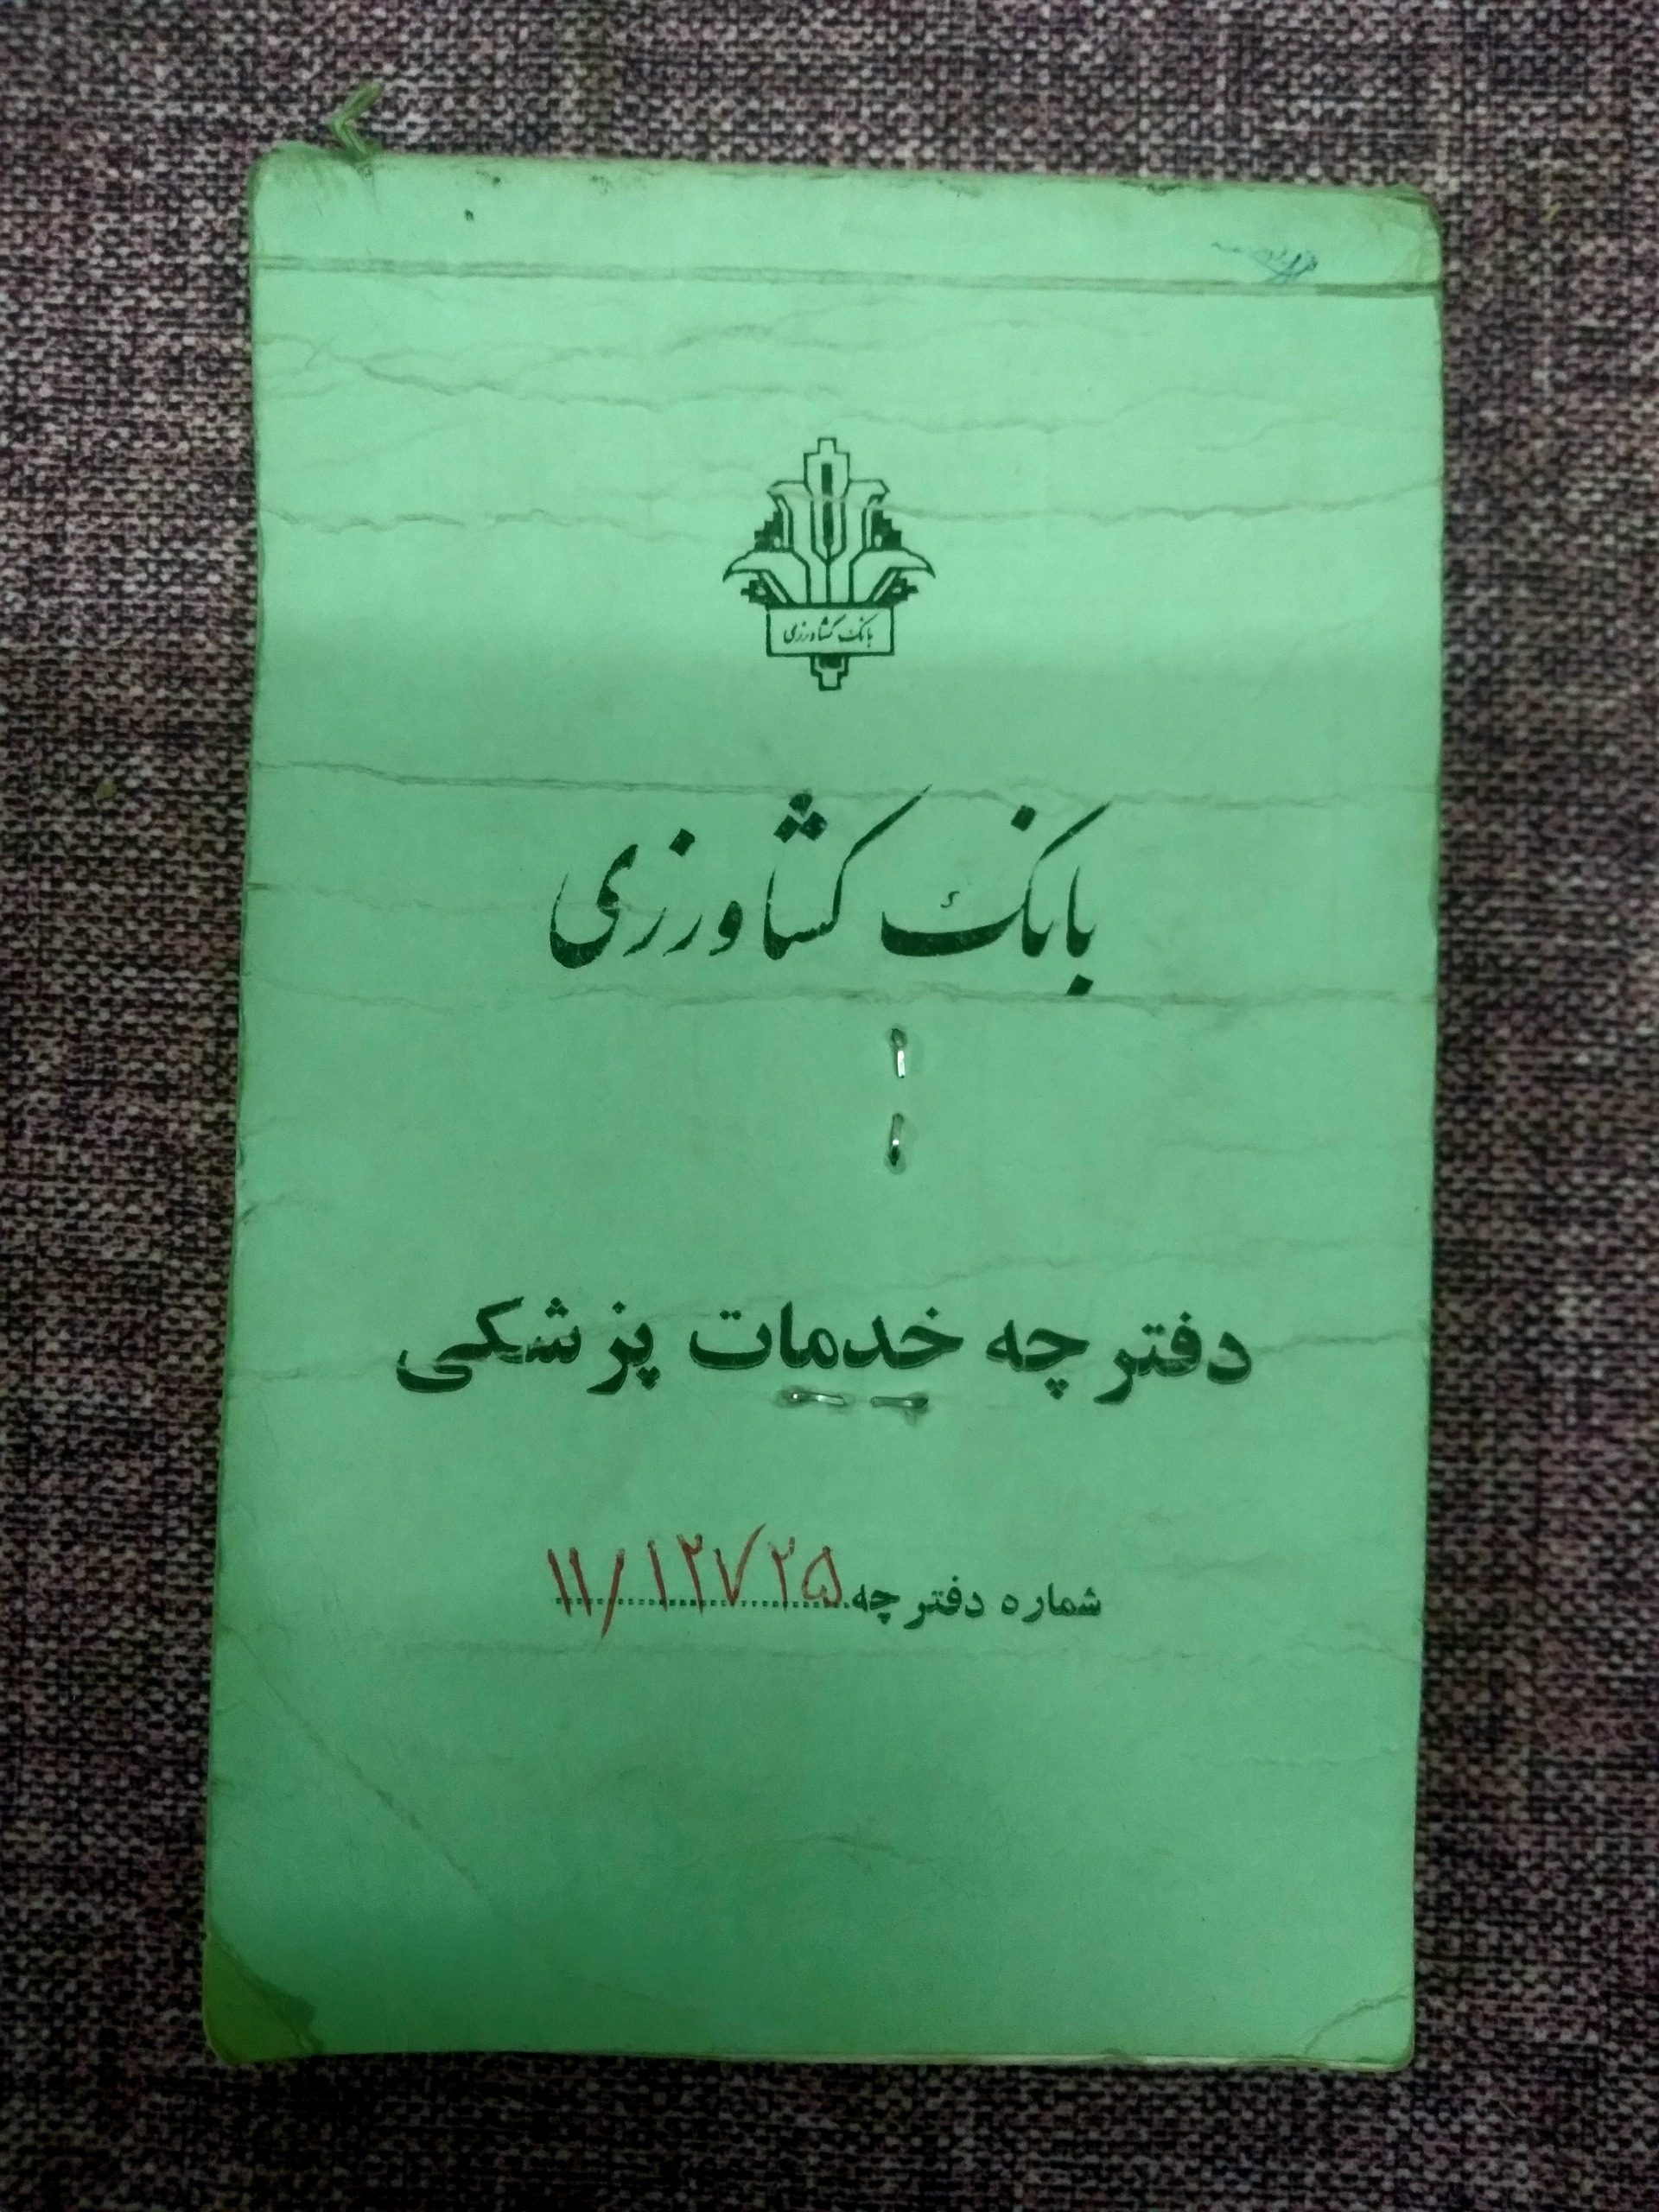 بانک کشاورزی
بانک کشاورزی
دفترچه خدمات پزشکی
شماره دفترچه ۱۱/۱۲۷۲۵